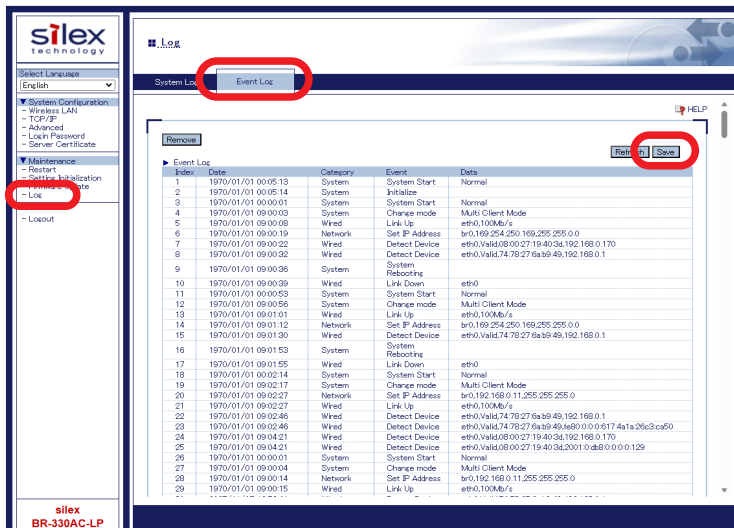 silex
technology
Select Language
English
▼ System Configuration
- Wireless LAN
- TCP/IP
- Advanced
- Login Password
- Server Certificate
▼ Maintenance
- Restart
- Setting Initialization
- Log
- Logout
silex
BR-330AC-LP
Log
System Log Event Log
HELP
Remove
Refresh Save
▶ Event Log
Index Date Category Event Data
1 1970/01/01 00:05:13 System System Start Normal
2 1970/01/01 00:05:14 System Initialize
3 1970/01/01 00:00:01 System System Start Normal
4 1970/01/01 09:00:03 System Change mode Multi Client Mode
5 1970/01/01 09:00:08 Wired Link Up eth0,100Mb/s
6 1970/01/01 09:00:19 Network Set IP Address br0,169.254.250.169,255.255.0.0
7 1970/01/01 09:00:22 Wired Detect Device eth0,Valid,08:00:27:19:40:3d,192.168.0.170
8 1970/01/01 09:00:32 Wired Detect Device eth0,Valid,74:78:27:6a:b9:49,192.168.0.1
9 1970/01/01 09:00:36 System System Rebooting
10 1970/01/01 09:00:39 Wired Link Down eth0
11 1970/01/01 00:00:53 System System Start Normal
12 1970/01/01 09:00:56 System Change mode Multi Client Mode
13 1970/01/01 09:01:01 Wired Link Up eth0,100Mb/s
14 1970/01/01 09:01:12 Network Set IP Address br0,169.254.250.169,255.255.0.0
15 1970/01/01 09:01:30 Wired Detect Device eth0,Valid,74:78:27:6a:b9:49,192.168.0.1
16 1970/01/01 09:01:53 System System Rebooting
17 1970/01/01 09:01:55 Wired Link Down eth0
18 1970/01/01 00:02:14 System System Start Normal
19 1970/01/01 09:02:17 System Change mode Multi Client Mode
20 1970/01/01 09:02:27 Network Set IP Address br0,192.168.0.11,255.255.255.0
21 1970/01/01 09:02:27 Wired Link Up eth0,100Mb/s
22 1970/01/01 09:02:46 Wired Detect Device eth0,Valid,74:78:27:6a:b9:49,192.168.0.1
23 1970/01/01 09:02:46 Wired Detect Device eth0,Valid,74:78:27:6a:b9:49,fe80:0:0:0:617:4a1a:26c3:ca50
24 1970/01/01 09:04:21 Wired Detect Device eth0,Valid,08:00:27:19:40:3d,192.168.0.170
25 1970/01/01 09:04:21 Wired Detect Device eth0,Valid,08:00:27:19:40:3d,2001:0:db8:0:0:0:0:129
26 1970/01/01 00:00:01 System System Start Normal
27 1970/01/01 09:00:04 System Change mode Multi Client Mode
28 1970/01/01 09:00:14 Network Set IP Address br0,192.168.0.11,255.255.255.0
29 1970/01/01 09:00:15 Wired Link Up eth0,100Mb/s